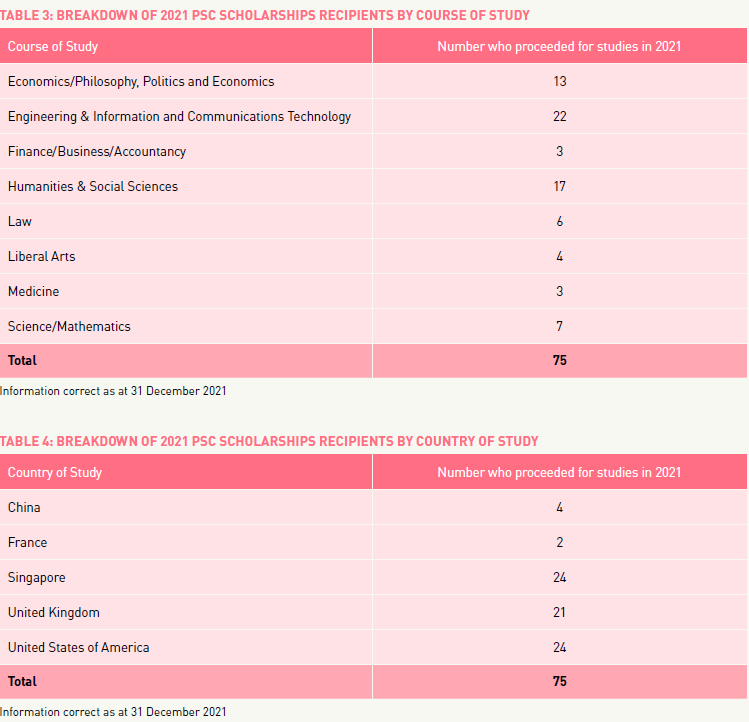 TABLE 3: BREAKDOWN OF 2021 PSC SCHOLARSHIPS RECIPIENTS BY COURSE OF STUDY
Course of Study Number who proceeded for studies in 2021
Economics/Philosophy, Politics and Economics 13
Engineering & Information and Communications Technology 22
Finance/Business/Accountancy 3
Humanities & Social Sciences 17
Law 6
Liberal Arts 4
Medicine 3
Science/Mathematics 7
Total 75
Information correct as at 31 December 2021
TABLE 4: BREAKDOWN OF 2021 PSC SCHOLARSHIPS RECIPIENTS BY COUNTRY OF STUDY
Country of Study Number who proceeded for studies in 2021
China 4
France 2
Singapore 24
United Kingdom 21
United States of America 24
Total 75
Information correct as at 31 December 2021